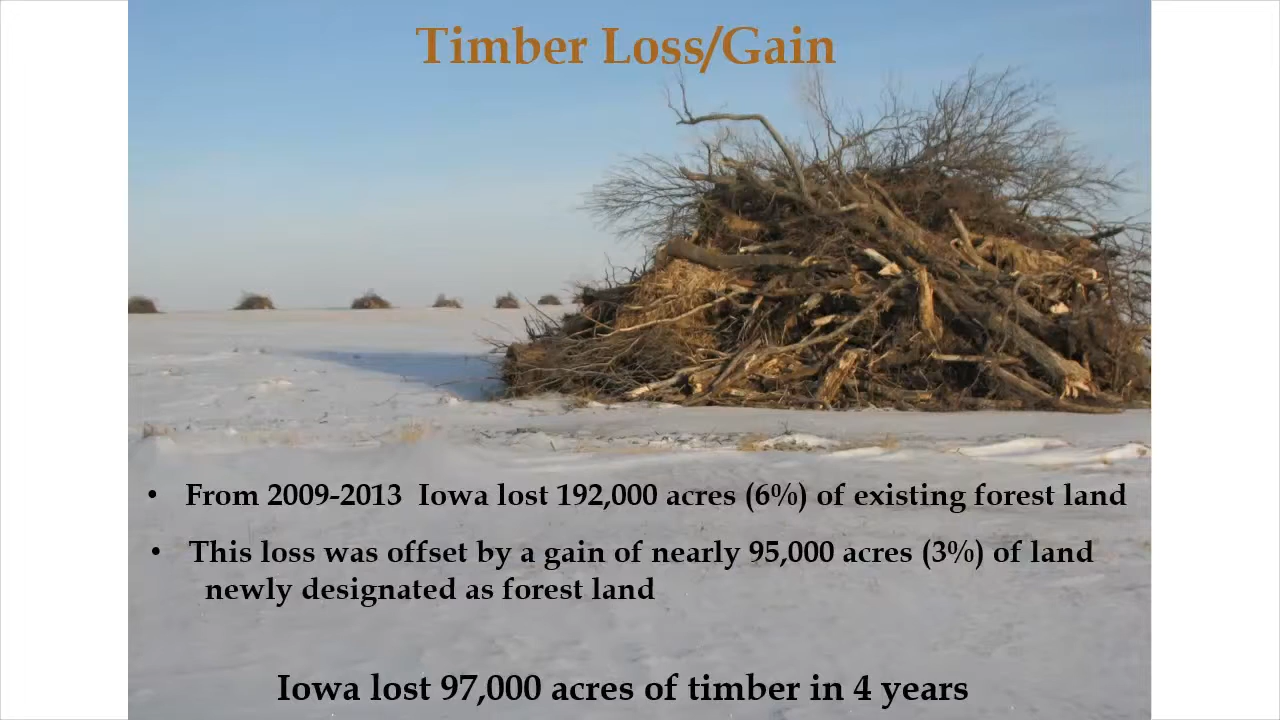 Timber Loss/Gain
• From 2009-2013 Iowa lost 192,000 acres (6%) of existing forest land
• This loss was offset by a gain of nearly 95,000 acres (3%) of land
newly designated as forest land
Iowa lost 97,000 acres of timber in 4 years